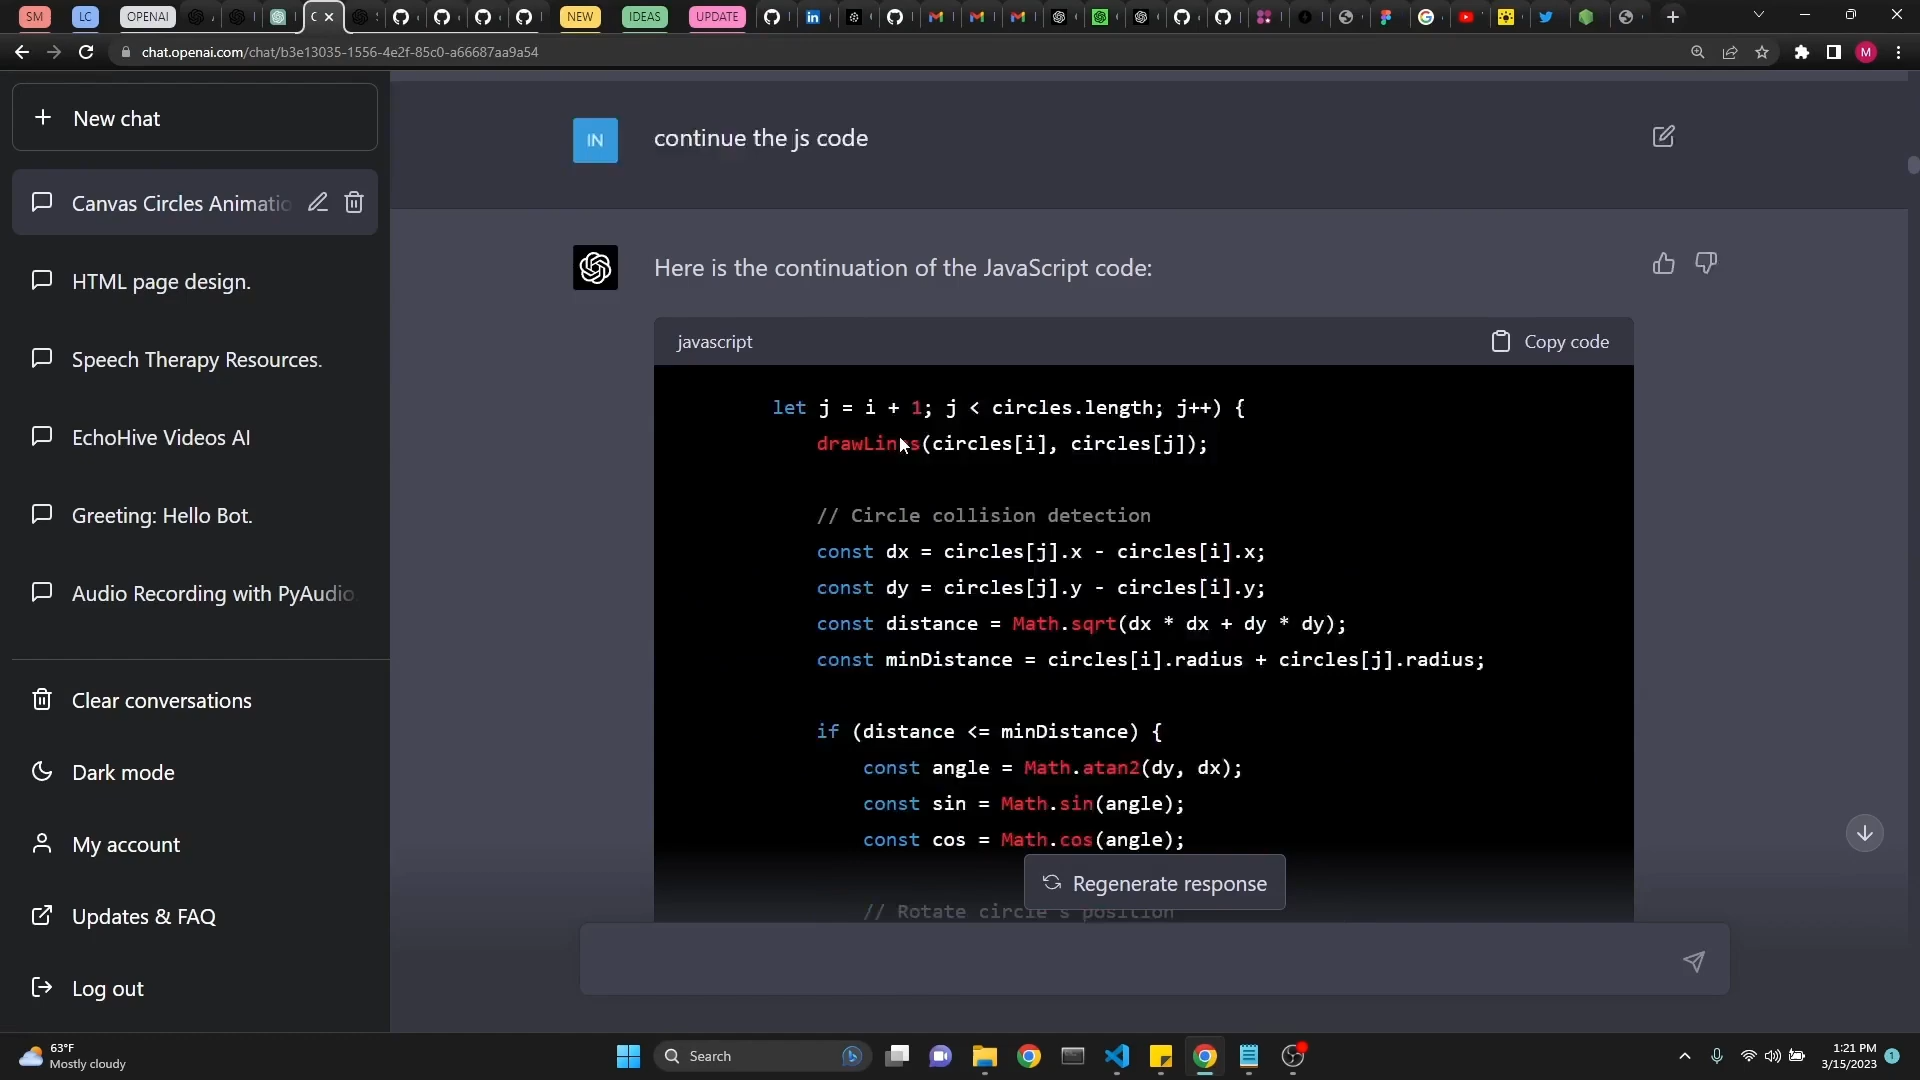 SM LC OPENAI NEW IDEAS UPDATE
chat.openai.com/chat/b3e13035-1556-4e2f-85c0-a66687aa9a54
M
New chat
Canvas Circles Animatio
HTML page design.
Speech Therapy Resources.
EchoHive Videos AI
Greeting: Hello Bot.
Audio Recording with PyAudio.
Clear conversations
Dark mode
My account
Updates & FAQ
Log out
IN
continue the js code
Here is the continuation of the JavaScript code:
javascript
Copy code
let j = i + 1; j < circles.length; j++) {
drawLines(circles[i], circles[j]);
// Circle collision detection
const dx = circles[j].x - circles[i].x;
const dy = circles[j].y - circles[i].y;
const distance = Math.sqrt(dx * dx + dy * dy);
const minDistance = circles[i].radius + circles[j].radius;
if (distance <= minDistance) {
const angle = Math.atan2(dy, dx);
const sin = Math.sin(angle);
const cos = Math.cos(angle);
// Rotate circle's position
Regenerate response
63°F
Mostly cloudy
Search
1:21 PM
3/15/2023
1